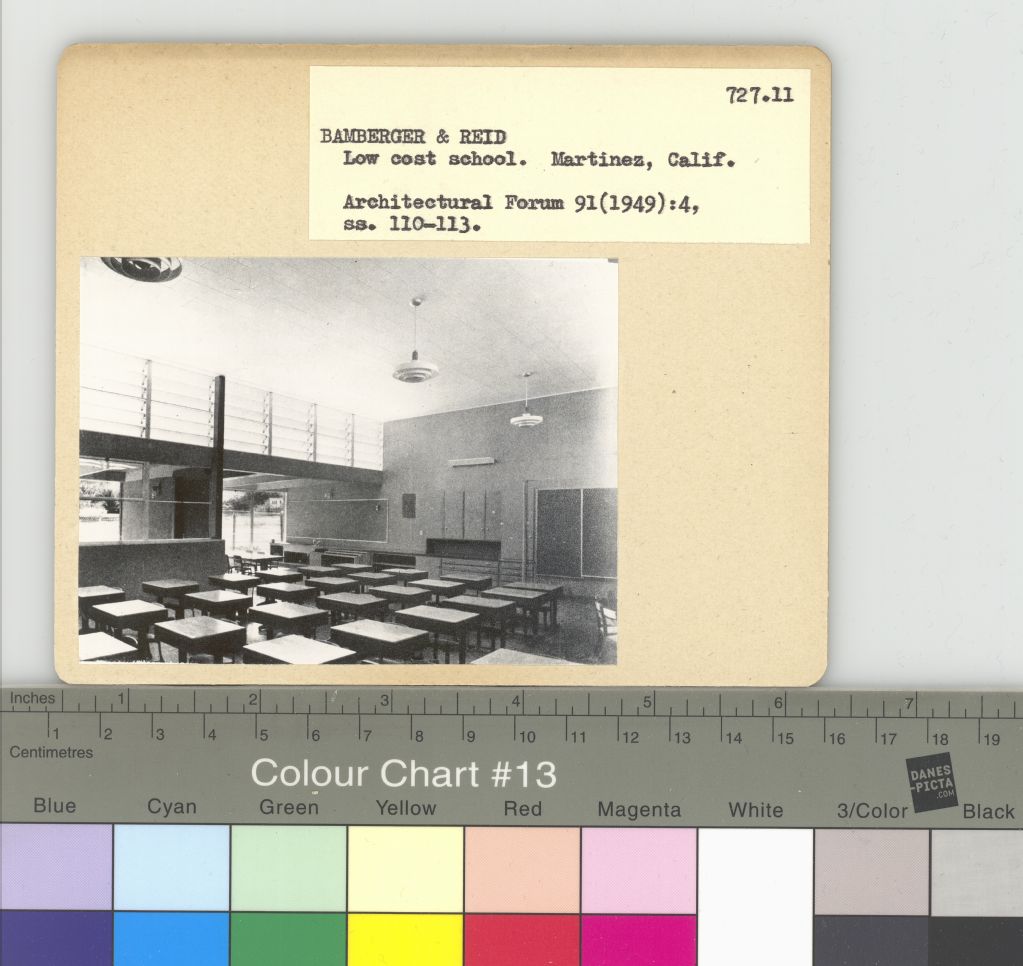 727.11
BAMBERGER & REID
Low cost school. Martinez, Calif.
Architectural Forum 91(1949):4,
ss. 110-113.
Inches 1 2 3 4 5 6 7
1 2 3 4 5 6 7 8 9 10 11 12 13 14 15 16 17 18 19
Centimetres
Colour Chart #13
DANES
-PICTA
.COM
Blue Cyan Green Yellow Red Magenta White 3/Color Black